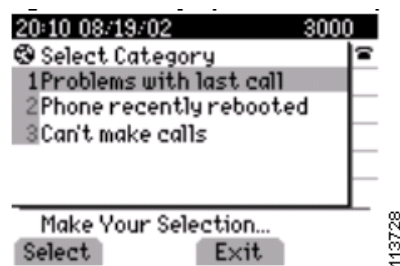 20:10 08/19/02 3000
Select Category
1 Problems with last call
2 Phone recently rebooted
3 Can't make calls
Make Your Selection...
Select Exit
113728